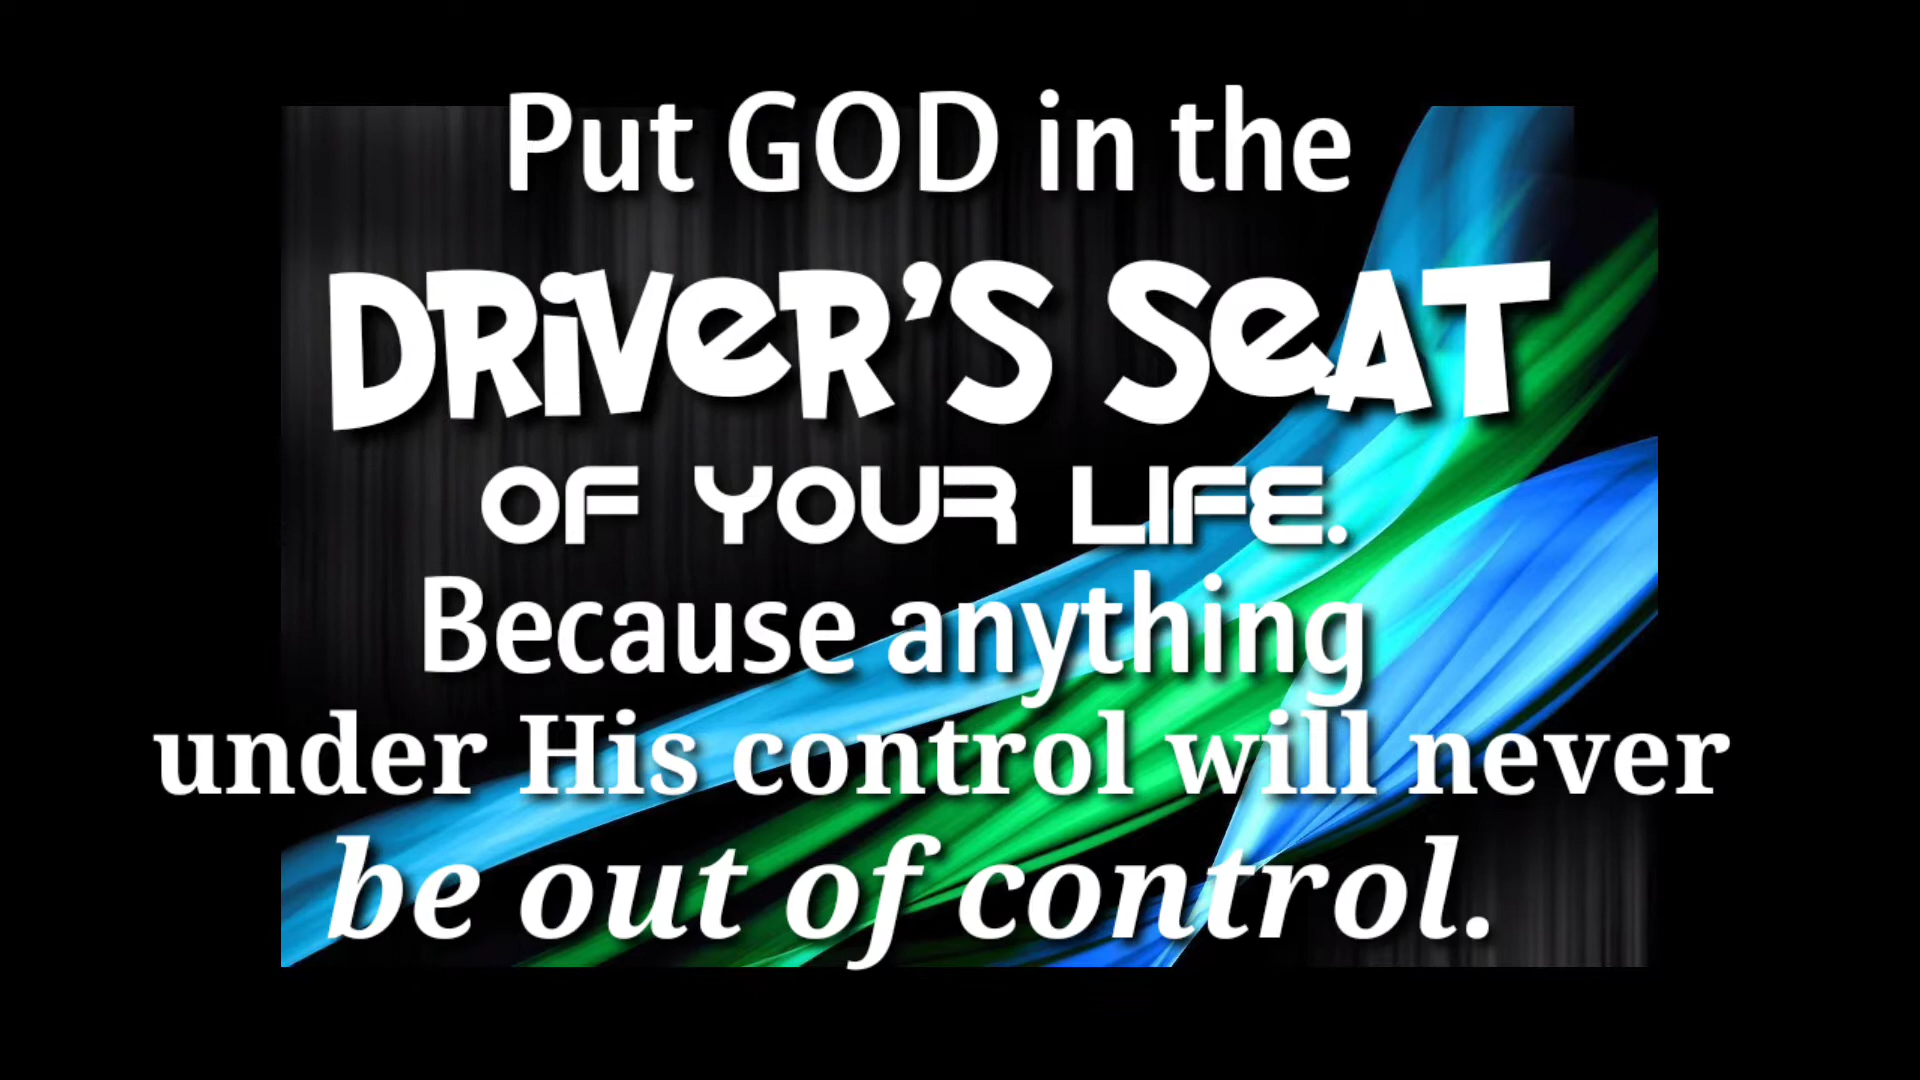 Put GOD in the
DRiVeR'S SeAT
OF YOUR LIFE.
Because anything
under His control will never
be out of control.